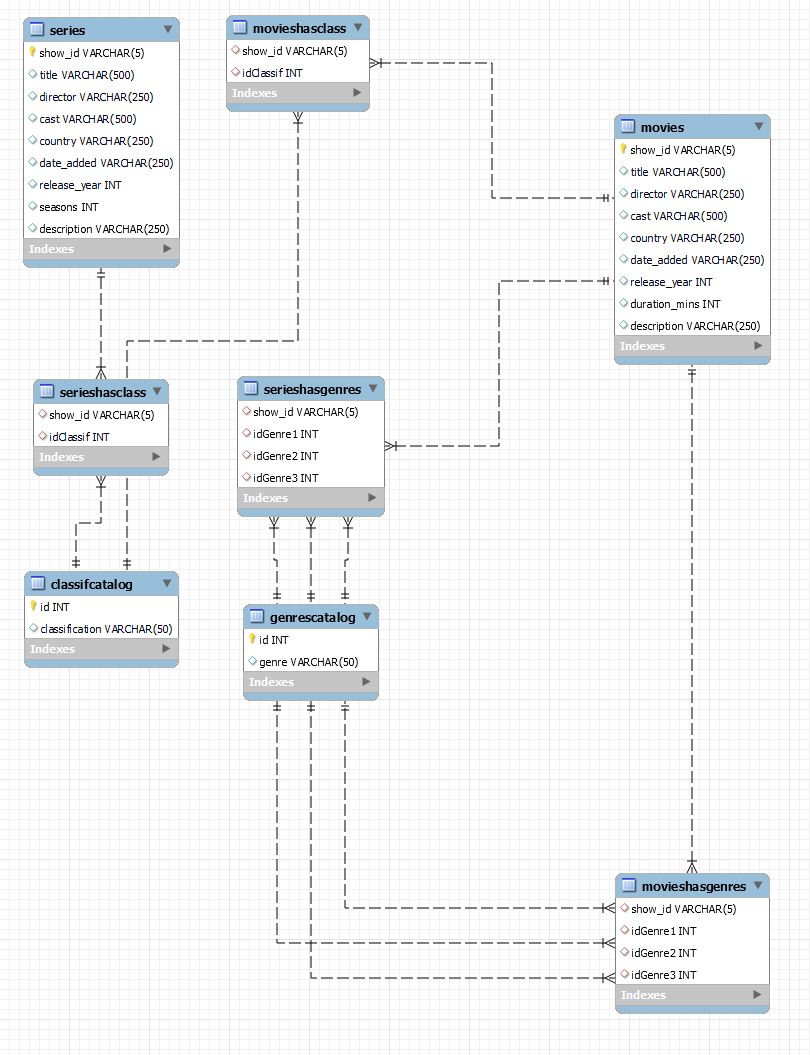 series
show_id VARCHAR(5)
title VARCHAR(500)
director VARCHAR(250)
cast VARCHAR(500)
country VARCHAR(250)
date_added VARCHAR(250)
release_year INT
seasons INT
description VARCHAR(250)
Indexes
movieshasclass
show_id VARCHAR(5)
idClassif INT
Indexes
movies
show_id VARCHAR(5)
title VARCHAR(500)
director VARCHAR(250)
cast VARCHAR(500)
country VARCHAR(250)
date_added VARCHAR(250)
release_year INT
duration_mins INT
description VARCHAR(250)
Indexes
serieshasclass
show_id VARCHAR(5)
idClassif INT
Indexes
serieshasgenres
show_id VARCHAR(5)
idGenre1 INT
idGenre2 INT
idGenre3 INT
Indexes
classifcatalog
id INT
classification VARCHAR(50)
Indexes
genrescatalog
id INT
genre VARCHAR(50)
Indexes
movieshasgenres
show_id VARCHAR(5)
idGenre1 INT
idGenre2 INT
idGenre3 INT
Indexes